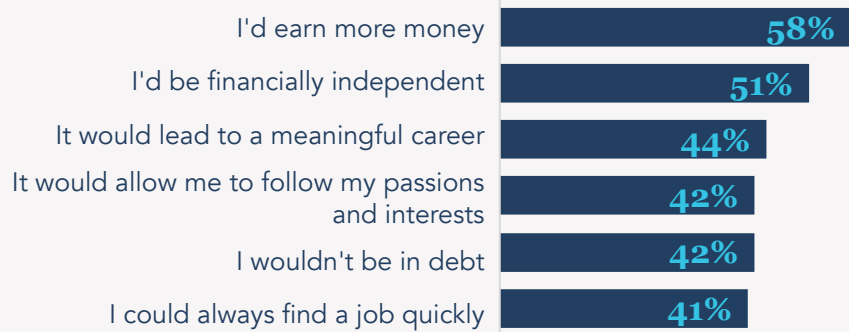 I'd earn more money 58%
I'd be financially independent 51%
It would lead to a meaningful career 44%
It would allow me to follow my passions
and interests 42%
I wouldn't be in debt 42%
I could always find a job quickly 41%